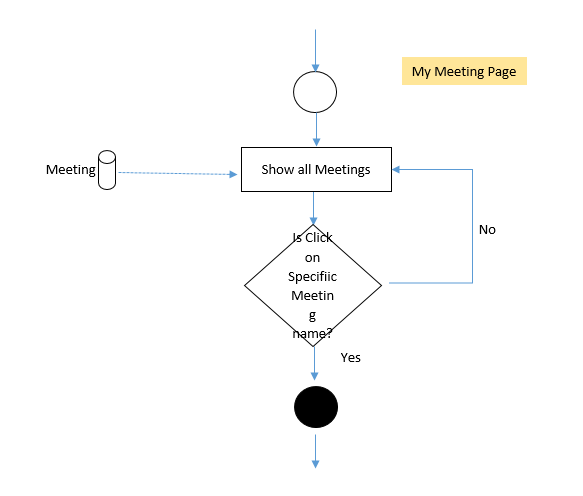 My Meeting Page
Meeting
Show all Meetings
Is Click
on
Specifiic
Meetin
g
name?
No
Yes